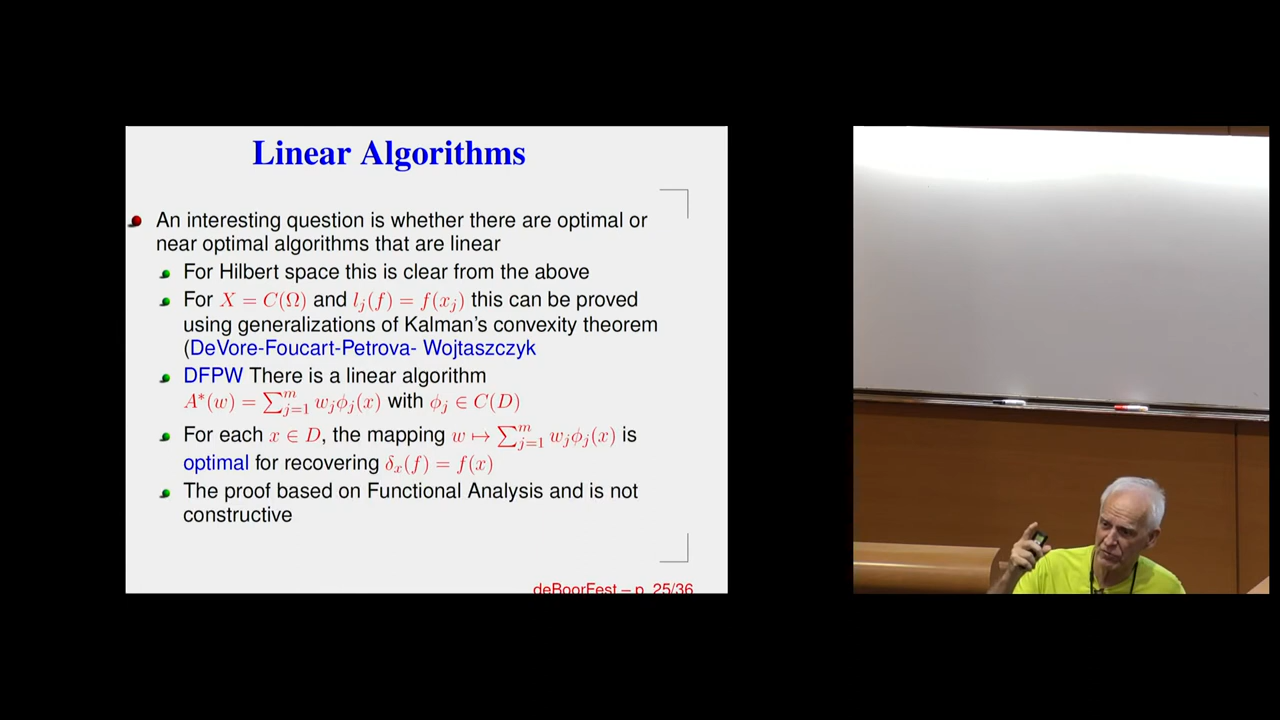 Linear Algorithms
An interesting question is whether there are optimal or
near optimal algorithms that are linear
For Hilbert space this is clear from the above
For X = C(Ω) and l_j(f) = f(x_j) this can be proved
using generalizations of Kalman's convexity theorem
(DeVore-Foucart-Petrova- Wojtaszczyk
DFPW There is a linear algorithm
A*(w) = ∑_{j=1}^{m} w_jϕ_j(x) with ϕ_j ∈ C(D)
For each x ∈ D, the mapping w ↦ ∑_{j=1}^{m} w_jϕ_j(x) is
optimal for recovering δ_x(f) = f(x)
The proof based on Functional Analysis and is not
constructive
deBoorFest – p. 25/36